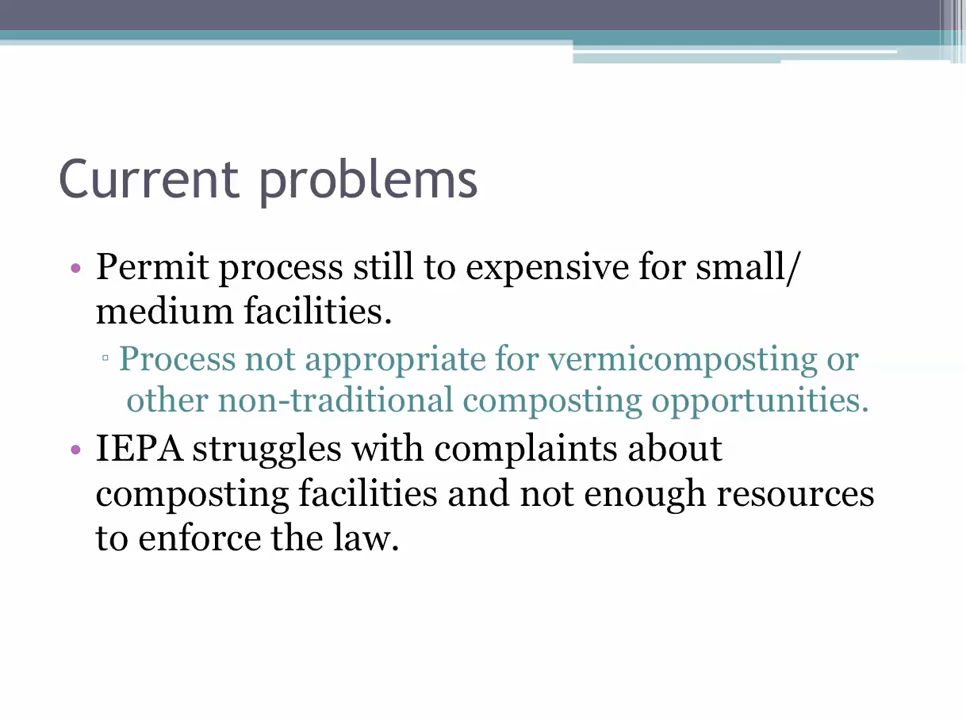 Current problems
• Permit process still to expensive for small/
medium facilities.
▫ Process not appropriate for vermicomposting or
other non-traditional composting opportunities.
• IEPA struggles with complaints about
composting facilities and not enough resources
to enforce the law.